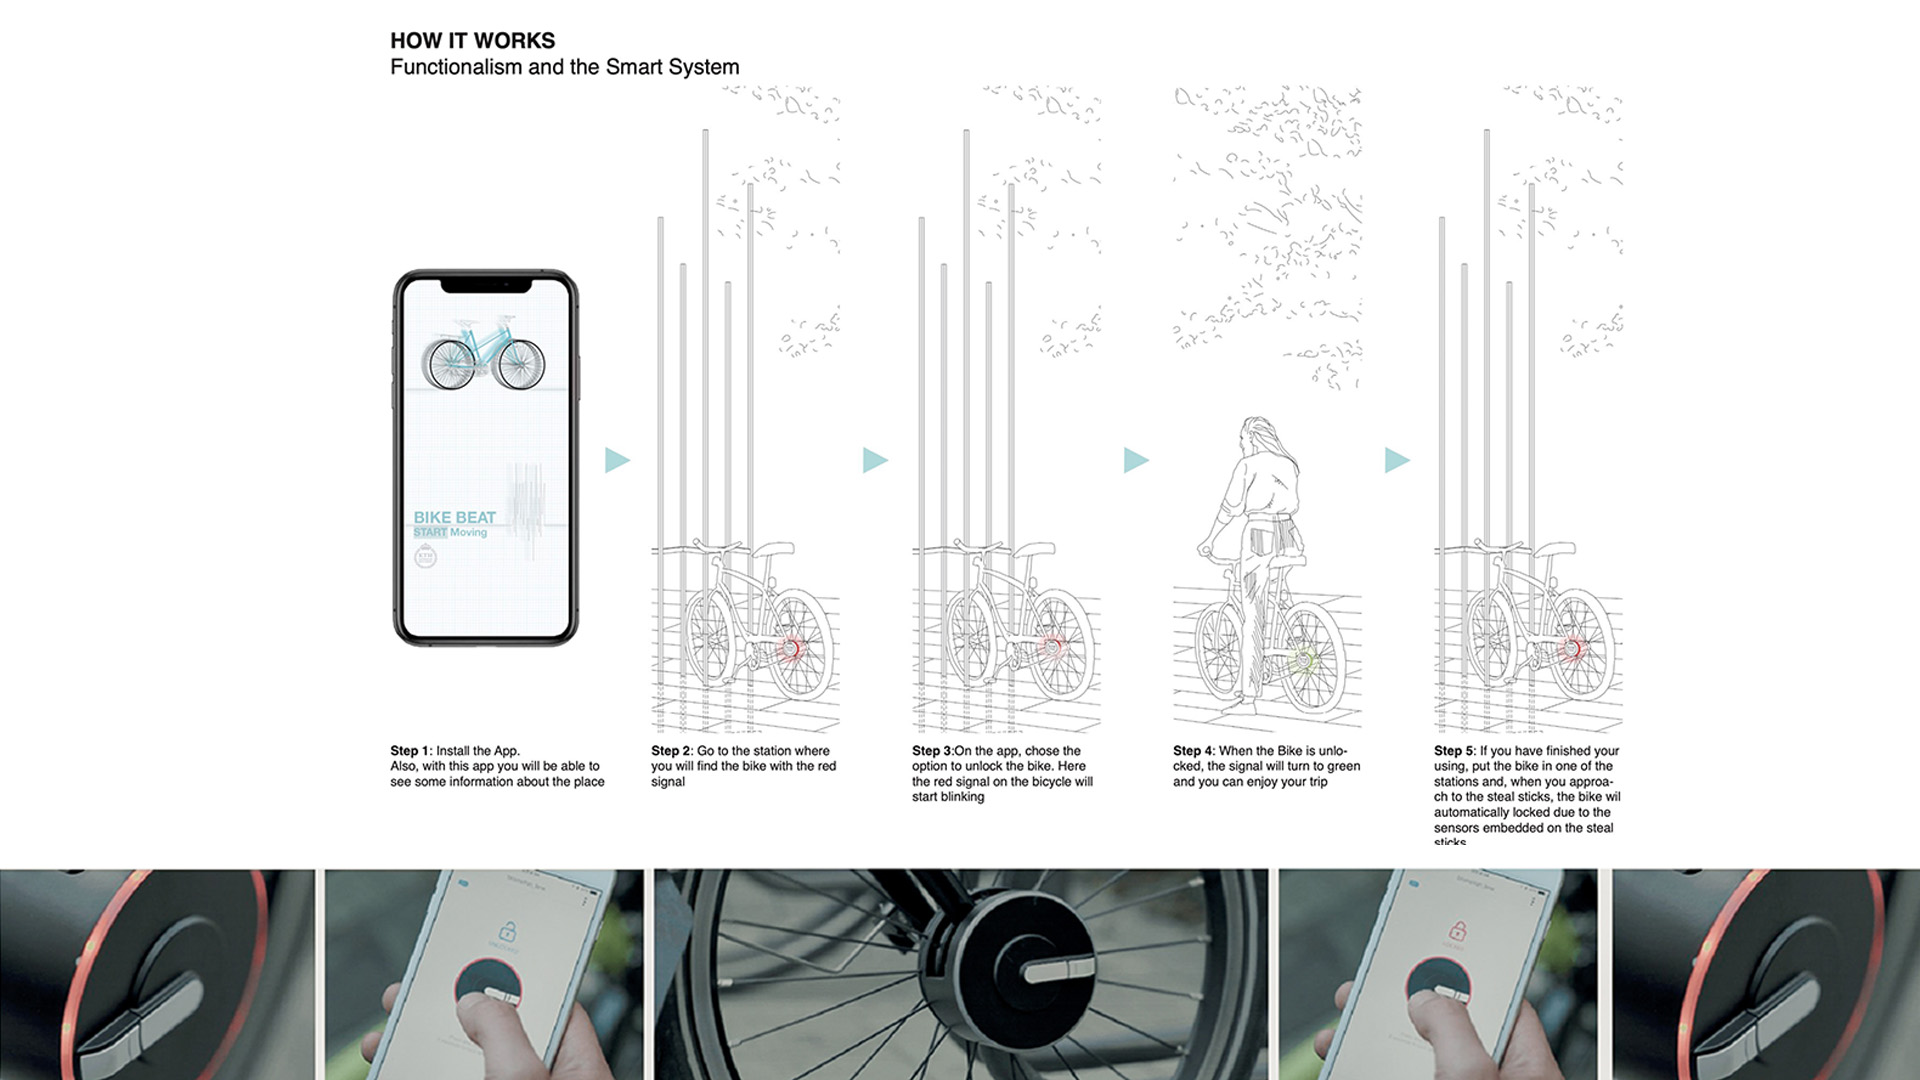 HOW IT WORKS
Functionalism and the Smart System
BIKE BEAT
START Moving
KTH
Step 1: Install the App.
Also, with this app you will be able to
see some information about the place
Step 2: Go to the station where
you will find the bike with the red
signal
Step 3:On the app, chose the
option to unlock the bike. Here
the red signal on the bicycle will
start blinking
Step 4: When the Bike is unlo-
cked, the signal will turn to green
and you can enjoy your trip
Step 5: If you have finished your
using, put the bike in one of the
stations and, when you approa-
ch to the steal sticks, the bike wil
automatically locked due to the
sensors embedded on the steal
sticks